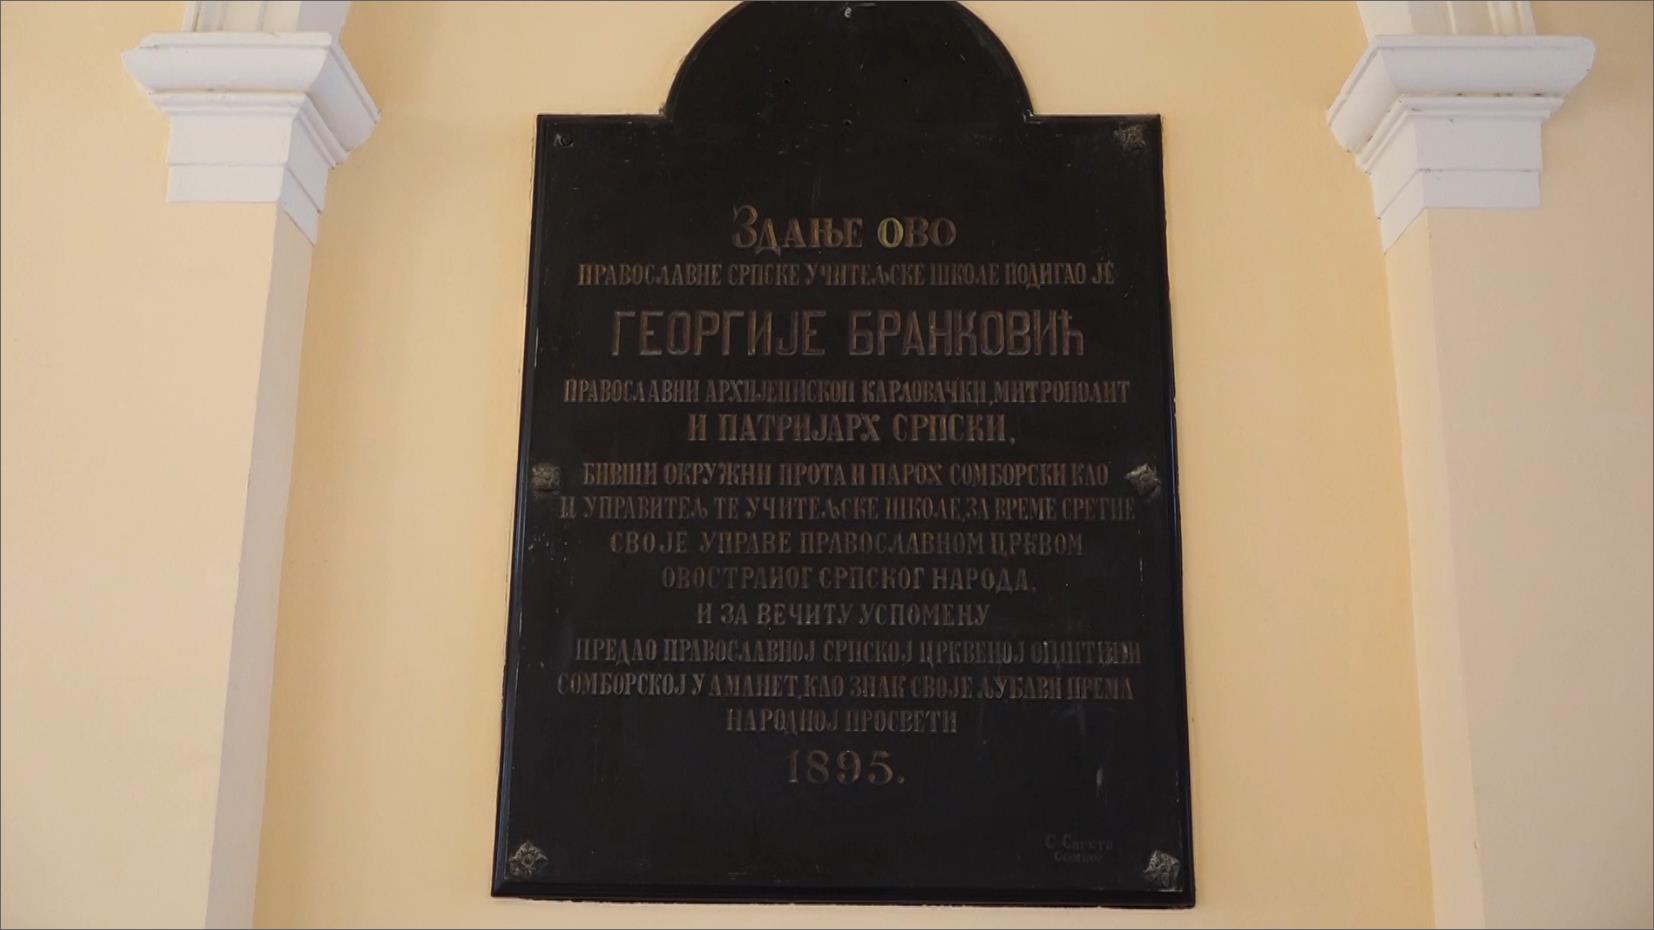 Здање ово
ПРАВОСЛАВНЕ СРПСКЕ УЧИТЕЉСКЕ ШКОЛЕ ПОДИГАО ЈЕ
ГЕОРГИЈЕ БРАНКОВИЋ
ПРАВОСЛАВНИ АРХИЈЕПИСКОП КАРЛОВАЧКИ, МИТРОПОЛИТ
И ПАТРИЈАРХ СРПСКИ,
БИВШИ ОКРУЖНИ ПРОТА И ПАРОХ СОМБОРСКИ КАО
И УПРАВИТЕЉ ТЕ УЧИТЕЉСКЕ ШКОЛЕ, ЗА ВРЕМЕ СРЕТНЕ
СВОЈЕ УПРАВЕ ПРАВОСЛАВНОМ ЦРКВОМ
ОВОСТРАНОГ СРПСКОГ НАРОДА,
И ЗА ВЕЧИТУ УСПОМЕНУ
ПРЕДАО ПРАВОСЛАВНОЈ СРПСКОЈ ЦРКВЕНОЈ ОПШТИНИ
СОМБОРСКОЈ У АМАНЕТ, КАО ЗНАК СВОЈЕ ЉУБАВИ ПРЕМА
НАРОДНОЈ ПРОСВЕТИ
1895.
С.
СОМБОР